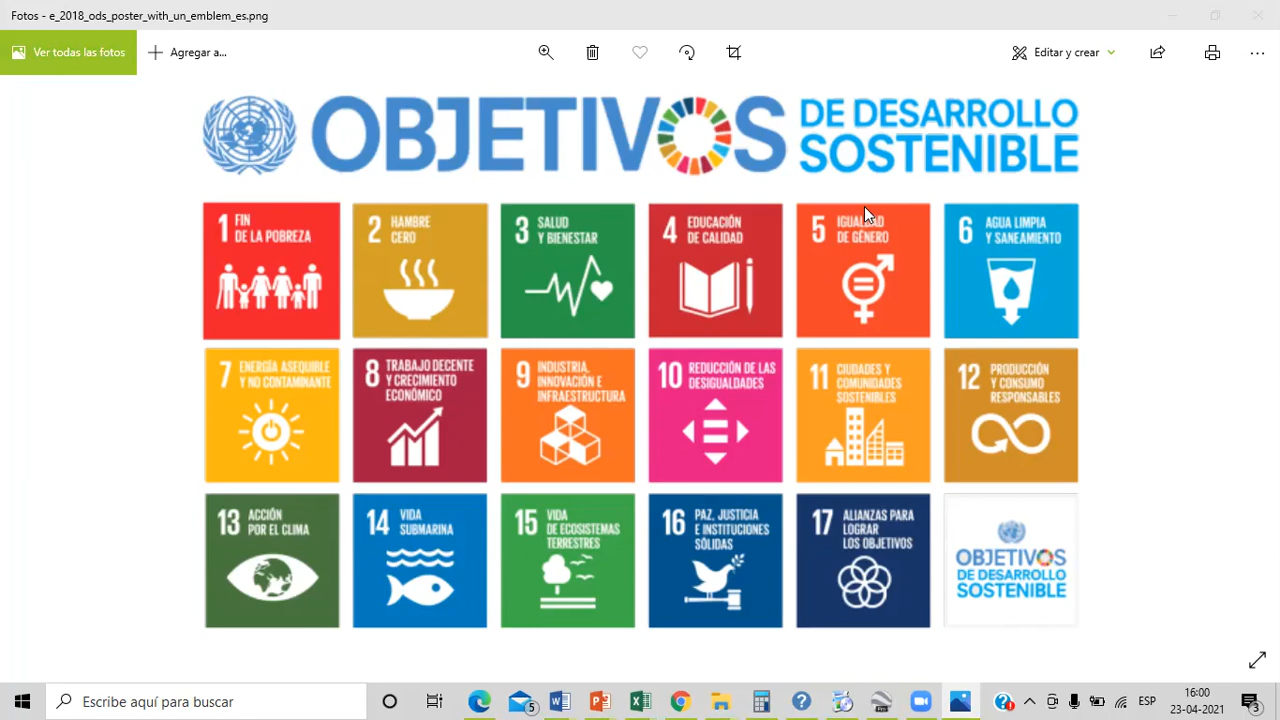 Fotos - e_2018_ods_poster_with_un_emblem_es.png
Ver todas las fotos
Agregar a...
Editar y crear
OBJETIVOS
DE DESARROLLO
SOSTENIBLE
1 FIN
DE LA POBREZA
2 HAMBRE
CERO
3 SALUD
Y BIENESTAR
4 EDUCACIÓN
DE CALIDAD
5 IGUALDAD
DE GÉNERO
6 AGUA LIMPIA
Y SANEAMIENTO
7 ENERGÍA ASEQUIBLE
Y NO CONTAMINANTE
8 TRABAJO DECENTE
Y CRECIMIENTO
ECONÓMICO
9 INDUSTRIA,
INNOVACIÓN E
INFRAESTRUCTURA
10 REDUCCIÓN DE LAS
DESIGUALDADES
11 CIUDADES Y
COMUNIDADES
SOSTENIBLES
12 PRODUCCIÓN
Y CONSUMO
RESPONSABLES
13 ACCIÓN
POR EL CLIMA
14 VIDA
SUBMARINA
15 VIDA
DE ECOSISTEMAS
TERRESTRES
16 PAZ, JUSTICIA
E INSTITUCIONES
SÓLIDAS
17 ALIANZAS PARA
LOGRAR
LOS OBJETIVOS
OBJETIVOS
DE DESARROLLO
SOSTENIBLE
Escribe aquí para buscar
5
Pro
ESP
16:00
23-04-2021
3